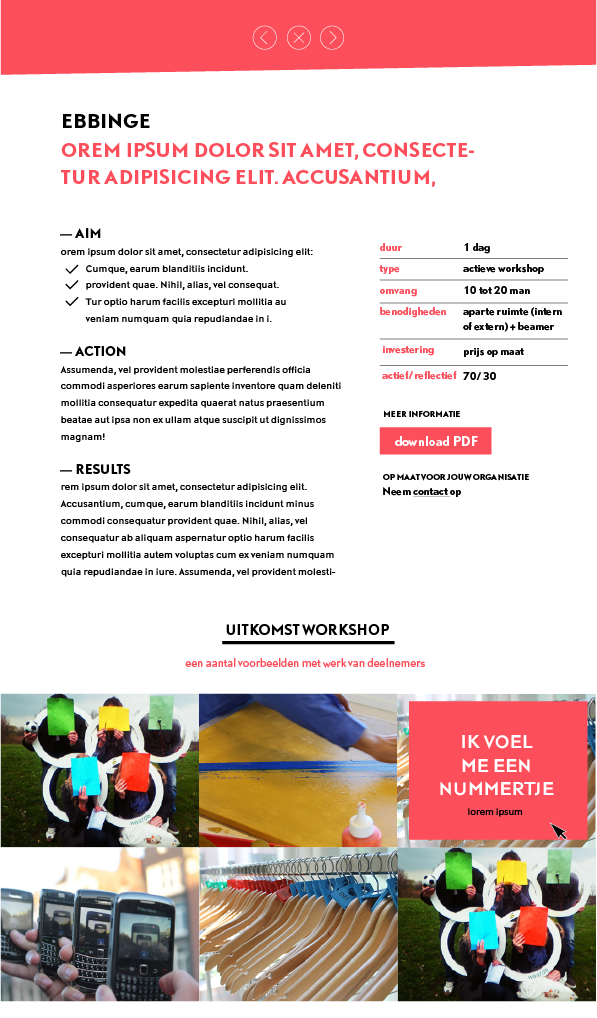 EBBINGE
OREM IPSUM DOLOR SIT AMET, CONSECTE-
TUR ADIPISICING ELIT. ACCUSANTIUM,
— AIM
orem ipsum dolor sit amet, consectetur adipisicing elit:
Cumque, earum blanditiis incidunt.
provident quae. Nihil, alias, vel consequat.
Tur optio harum facilis excepturi mollitia au
veniam numquam quia repudiandae in i.
— ACTION
Assumenda, vel provident molestiae perferendis officia
commodi asperiores earum sapiente inventore quam deleniti
mollitia consequatur expedita quaerat natus praesentium
beatae aut ipsa non ex ullam atque suscipit ut dignissimos
magnam!
— RESULTS
rem ipsum dolor sit amet, consectetur adipisicing elit.
Accusantium, cumque, earum blanditiis incidunt minus
commodi consequatur provident quae. Nihil, alias, vel
consequatur ab aliquam aspernatur optio harum facilis
excepturi mollitia autem voluptas cum ex veniam numquam
quia repudiandae in iure. Assumenda, vel provident molesti-
duur 1 dag
type actieve workshop
omvang 10 tot 20 man
benodigheden aparte ruimte (intern
of extern) + beamer
investering prijs op maat
actief/reflectief 70/30
MEER INFORMATIE
download PDF
OP MAAT VOOR JOUW ORGANISATIE
Neem contact op
UITKOMST WORKSHOP
een aantal voorbeelden met werk van deelnemers
IK VOEL
ME EEN
NUMMERTJE
lorem ipsum
waarde
waarde